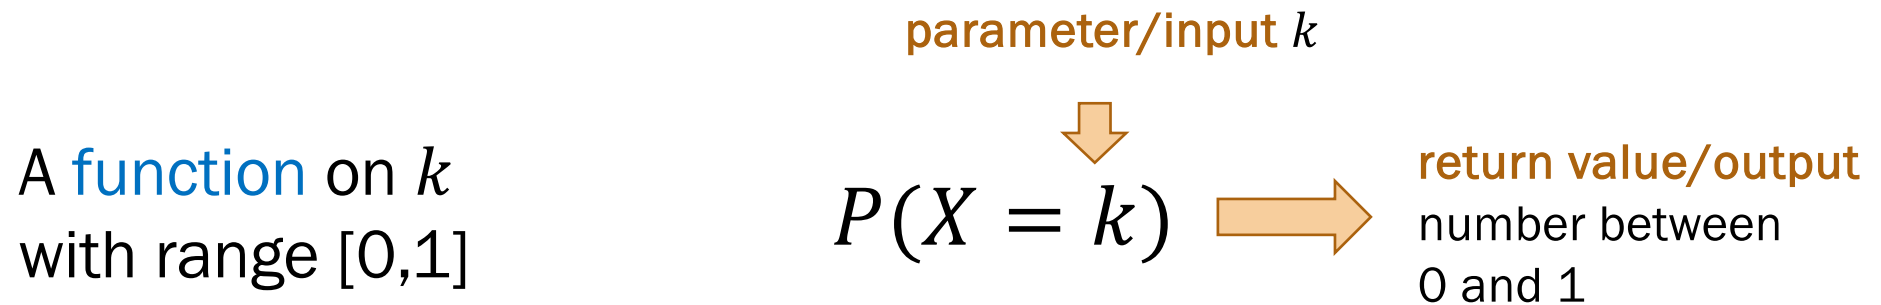 A function on k
with range [0,1]
parameter/input k
P(X = k)
return value/output
number between
0 and 1